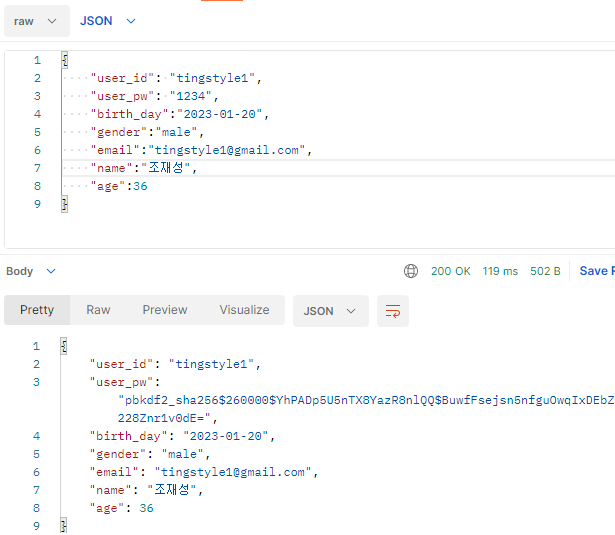 raw JSON
1 {
2 "user_id": "tingstyle1",
3 "user_pw": "1234",
4 "birth_day":"2023-01-20",
5 "gender":"male",
6 "email":"tingstyle1@gmail.com",
7 "name":"조재성",
8 "age":36
9 }
Body 200 OK 119 ms 502 B Save R
Pretty Raw Preview Visualize JSON
1 {
2 "user_id": "tingstyle1",
3 "user_pw":
"pbkdf2_sha256$260000$YhPADp5U5nTX8YazR8nlQQ$BuwfFsejsn5nfguOwqIxDEbZ
228Znr1v0dE=",
4 "birth_day": "2023-01-20",
5 "gender": "male",
6 "email": "tingstyle1@gmail.com",
7 "name": "조재성",
8 "age": 36
9 }